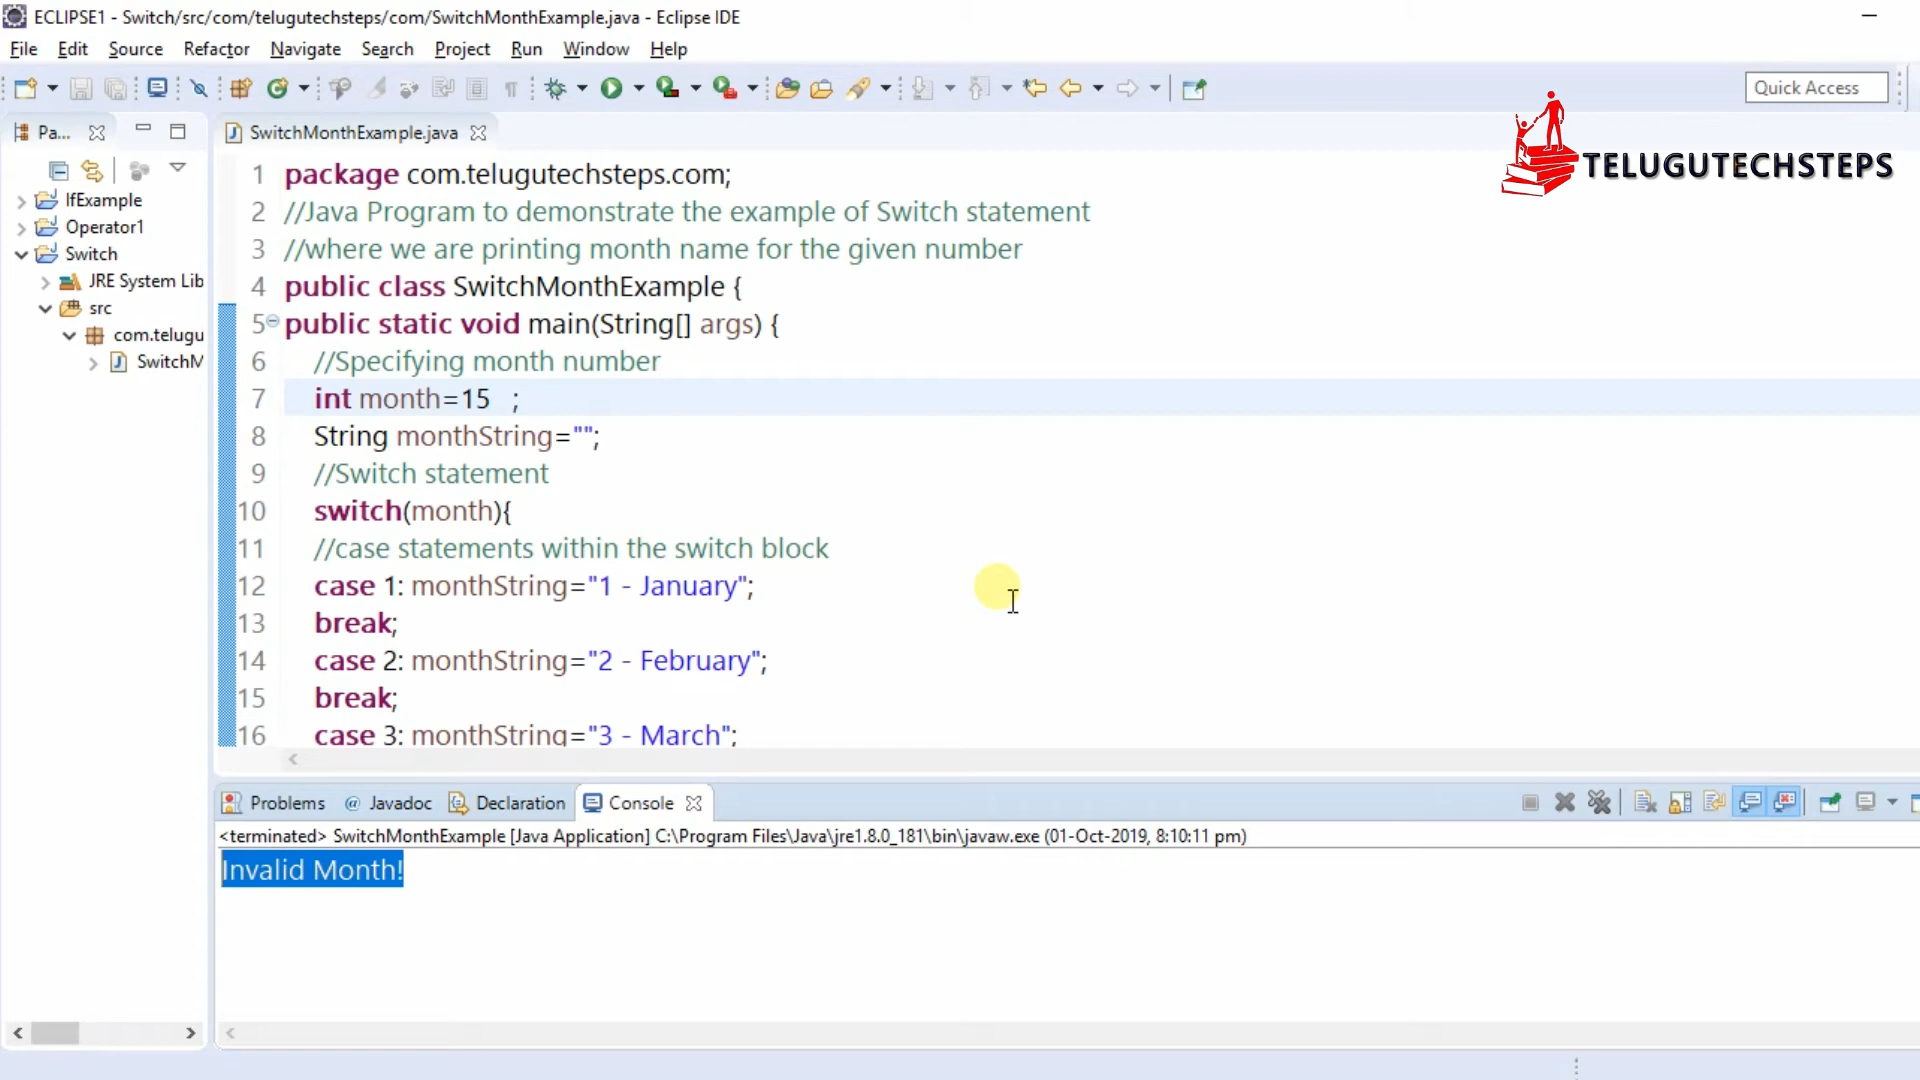 ECLIPSE1 - Switch/src/com/telugutechsteps/com/SwitchMonthExample.java - Eclipse IDE
File Edit Source Refactor Navigate Search Project Run Window Help
Quick Access
Pa...
SwitchMonthExample.java
TELUGUTECHSTEPS
IfExample
Operator1
Switch
JRE System Lib
src
com.telugu
SwitchM
1 package com.telugutechsteps.com;
2 //Java Program to demonstrate the example of Switch statement
3 //where we are printing month name for the given number
4 public class SwitchMonthExample {
5 public static void main(String[] args) {
6 //Specifying month number
7 int month=15 ;
8 String monthString="";
9 //Switch statement
10 switch(month){
11 //case statements within the switch block
12 case 1: monthString="1 - January";
13 break;
14 case 2: monthString="2 - February";
15 break;
16 case 3: monthString="3 - March";
Problems @ Javadoc Declaration Console
<terminated> SwitchMonthExample [Java Application] C:\Program Files\Java\jre1.8.0_181\bin\javaw.exe (01-Oct-2019, 8:10:11 pm)
Invalid Month!